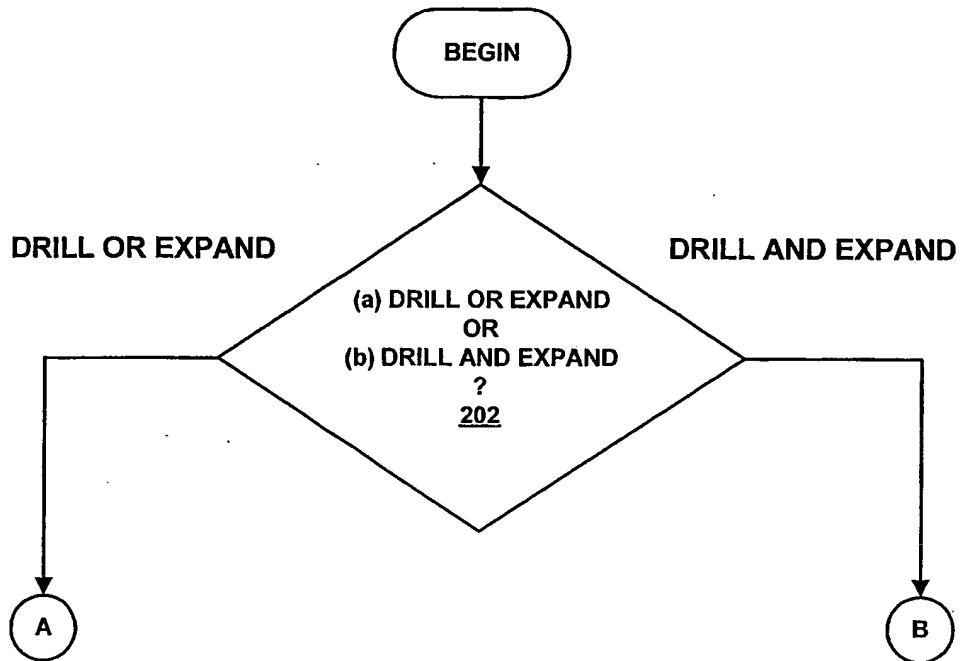 BEGIN
DRILL OR EXPAND
DRILL AND EXPAND
(a) DRILL OR EXPAND
OR
(b) DRILL AND EXPAND
?
202
A
B